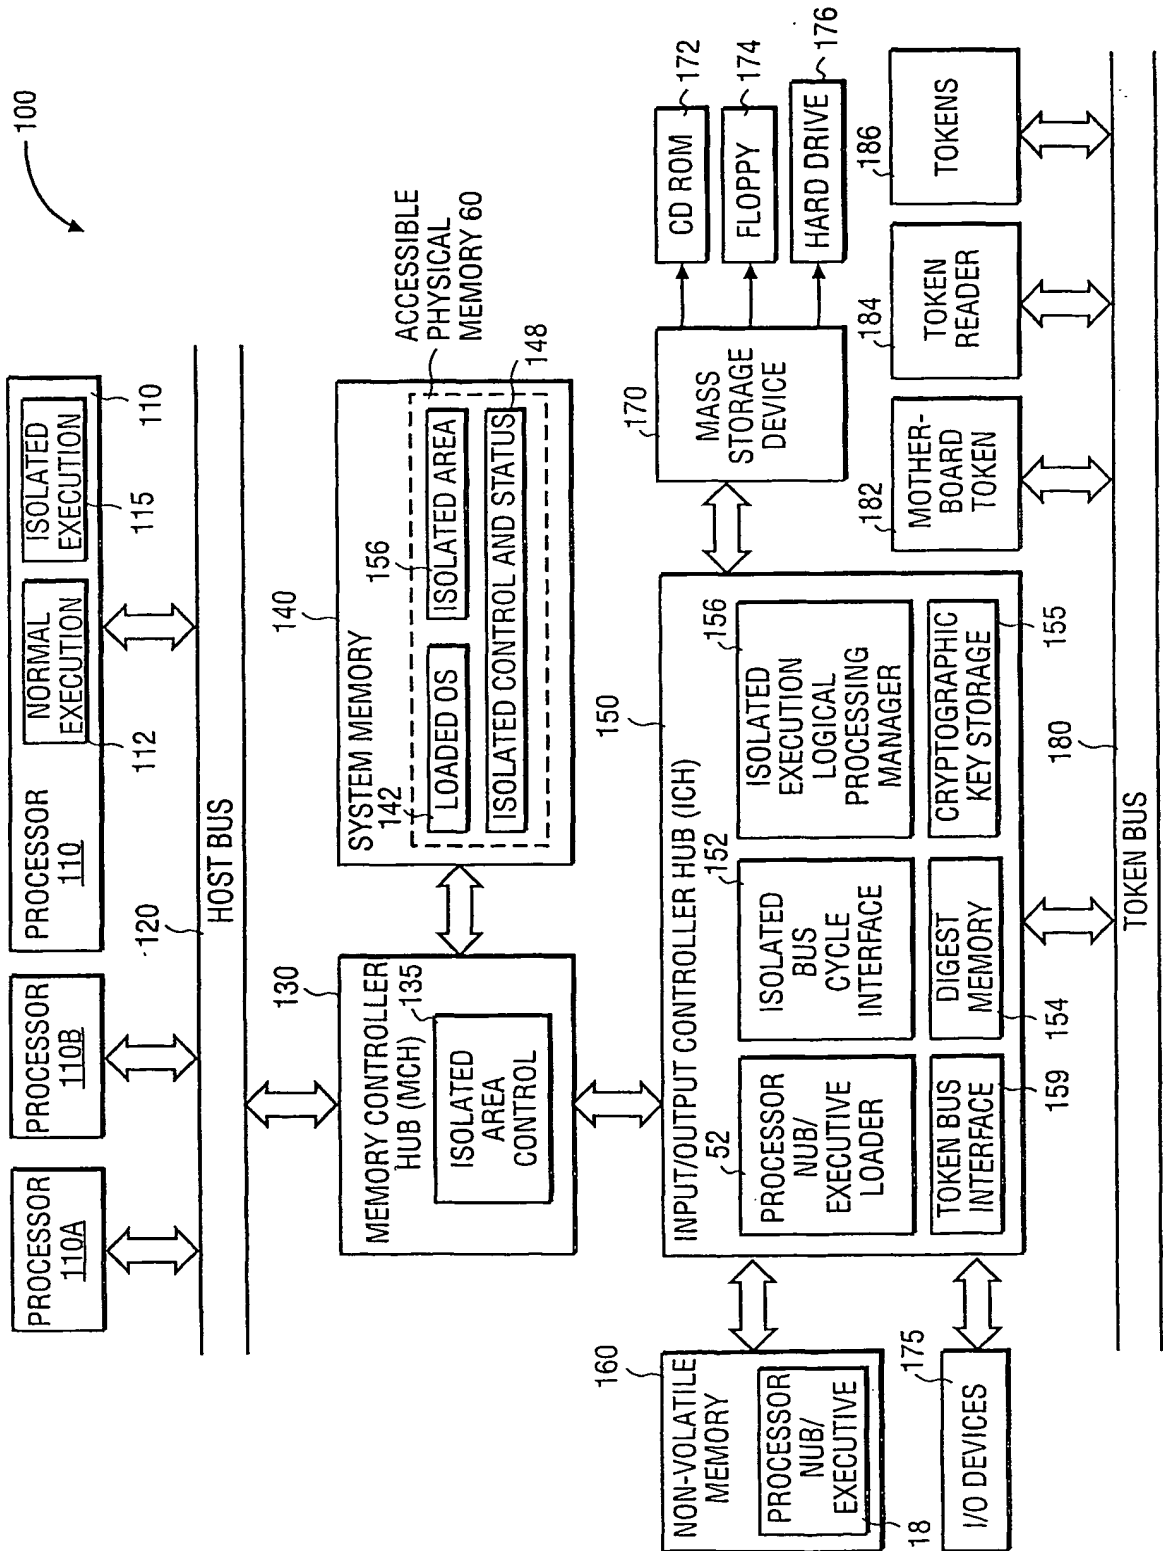 100
PROCESSOR
110A
PROCESSOR
110B
PROCESSOR
110
NORMAL
EXECUTION
112
ISOLATED
EXECUTION
115
110
120
HOST BUS
MEMORY CONTROLLER
HUB (MCH)
130
135
ISOLATED
AREA
CONTROL
SYSTEM MEMORY
140
142
LOADED OS
156
ISOLATED AREA
ISOLATED CONTROL AND STATUS
148
ACCESSIBLE
PHYSICAL
MEMORY 60
NON-VOLATILE
MEMORY
160
PROCESSOR
NUB/
EXECUTIVE
18
I/O DEVICES
175
INPUT/OUTPUT CONTROLLER HUB (ICH)
150
52
PROCESSOR
NUB/
EXECUTIVE
LOADER
152
ISOLATED
BUS
CYCLE
INTERFACE
156
ISOLATED
EXECUTION
LOGICAL
PROCESSING
MANAGER
TOKEN BUS
INTERFACE
159
DIGEST
MEMORY
154
CRYPTOGRAPHIC
KEY STORAGE
155
170
MASS
STORAGE
DEVICE
CD ROM
172
FLOPPY
174
HARD DRIVE
176
182
MOTHER-
BOARD
TOKEN
184
TOKEN
READER
186
TOKENS
180
TOKEN BUS